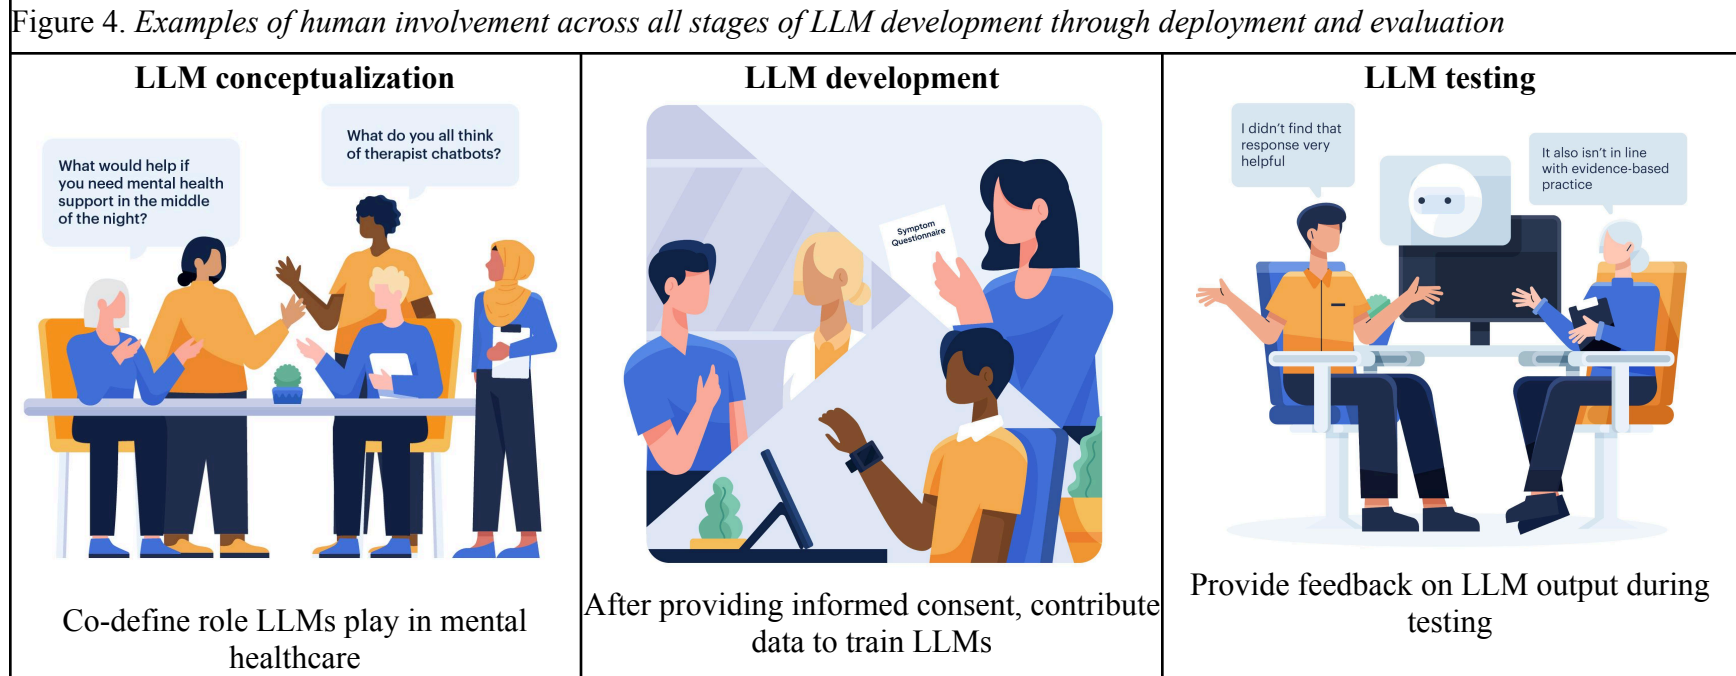 Figure 4. Examples of human involvement across all stages of LLM development through deployment and evaluation
LLM conceptualization
What would help if
you need mental health
support in the middle
of the night?
What do you all think
of therapist chatbots?
Co-define role LLMs play in mental
healthcare
LLM development
Symptom
Questionnaire
After providing informed consent, contribute
data to train LLMs
LLM testing
I didn't find that
response very
helpful
It also isn't in line
with evidence-based
practice
Provide feedback on LLM output during
testing